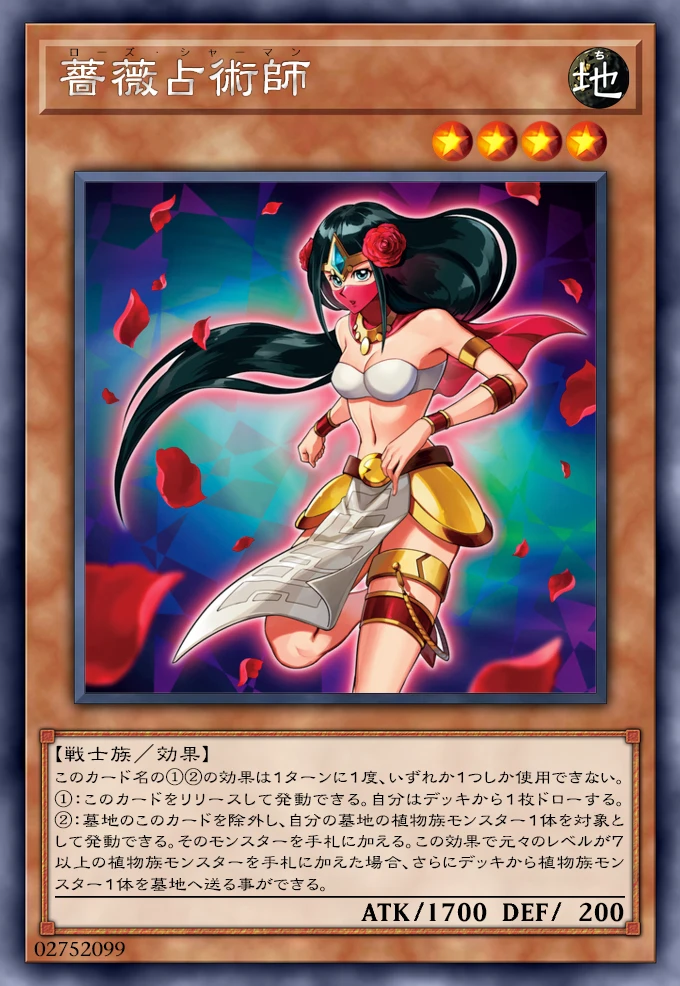 ローズ・シャーマン
薔薇占術師
ち
地
【戦士族／効果】
このカード名の①②の効果は1ターンに1度、いずれか1つしか使用できない。
①：このカードをリリースして発動できる。自分はデッキから1枚ドローする。
②：墓地のこのカードを除外し、自分の墓地の植物族モンスター1体を対象と
して発動できる。そのモンスターを手札に加える。この効果で元々のレベルが7
以上の植物族モンスターを手札に加えた場合、さらにデッキから植物族モン
スター1体を墓地へ送る事ができる。
ATK/1700 DEF/ 200
02752099